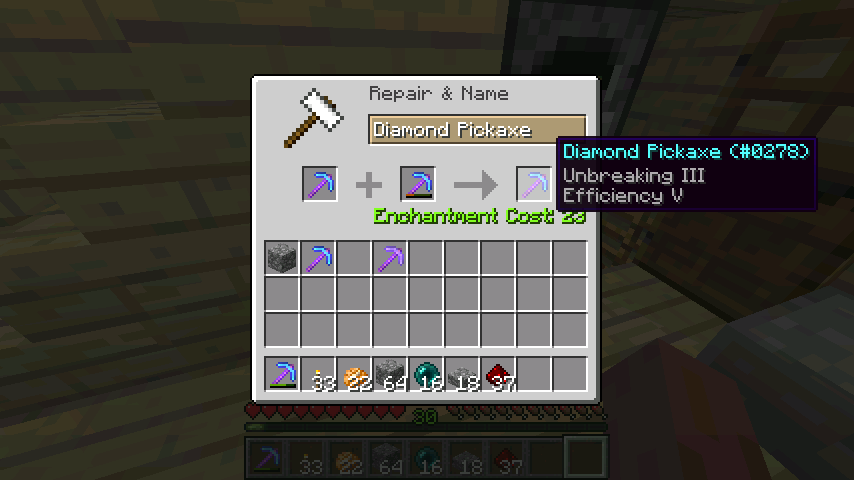 Repair & Name
Diamond Pickaxe
Diamond Pickaxe (#0278)
Unbreaking III
Efficiency V
Enchantment Cost: 23
33 22 64 16 18 37
30
33 22 64 16 18 37